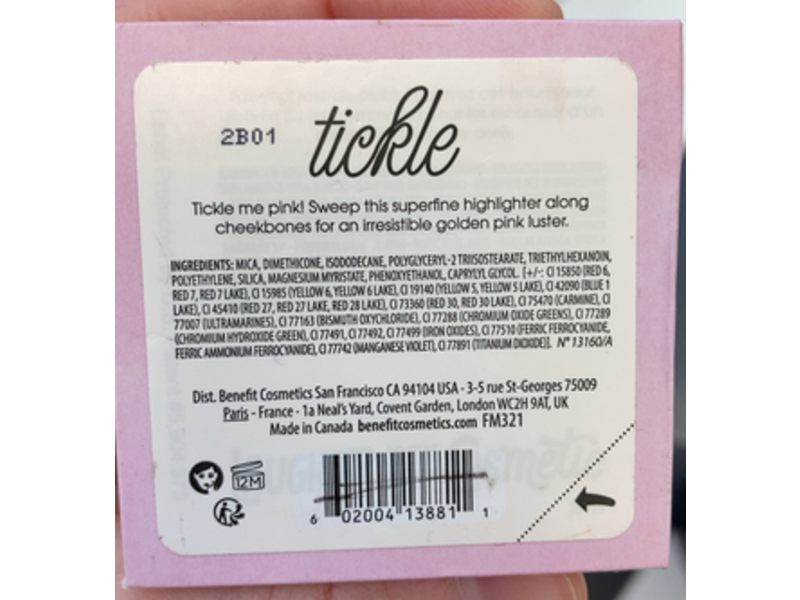 2B01
tickle
Tickle me pink! Sweep this superfine highlighter along
cheekbones for an irresistible golden pink luster.
INGREDIENTS: MICA, DIMETHICONE, ISODODECANE, POLYGLYCERYL-2 TRIISOSTEARATE, TRIETHYLHEXANOIN,
POLYETHYLENE, SILICA, MAGNESIUM MYRISTATE, PHENOXYETHANOL, CAPRYLYL GLYCOL. [+/-: CI 15850 (RED 6,
RED 7, RED 7 LAKE), CI 15985 (YELLOW 6, YELLOW 6 LAKE), CI 19140 (YELLOW 5, YELLOW 5 LAKE), CI 42090 (BLUE 1
LAKE), CI 45410 (RED 27, RED 27 LAKE, RED 28 LAKE), CI 73360 (RED 30, RED 30 LAKE), CI 75470 (CARMINE), CI
77007 (ULTRAMARINES), CI 77163 (BISMUTH OXYCHLORIDE), CI 77288 (CHROMIUM OXIDE GREENS), CI 77289
(CHROMIUM HYDROXIDE GREEN), CI 77491, CI 77492, CI 77499 (IRON OXIDES), CI 77510 (FERRIC FERROCYANIDE,
FERRIC AMMONIUM FERROCYANIDE), CI 77742 (MANGANESE VIOLET), CI 77891 (TITANIUM DIOXIDE)]. N° 13160/A
Dist. Benefit Cosmetics San Francisco CA 94104 USA · 3-5 rue St-Georges 75009
Paris - France · 1a Neal's Yard, Covent Garden, London WC2H 9AT, UK
Made in Canada benefitcosmetics.com FM321
12M
6 02004 13881 1